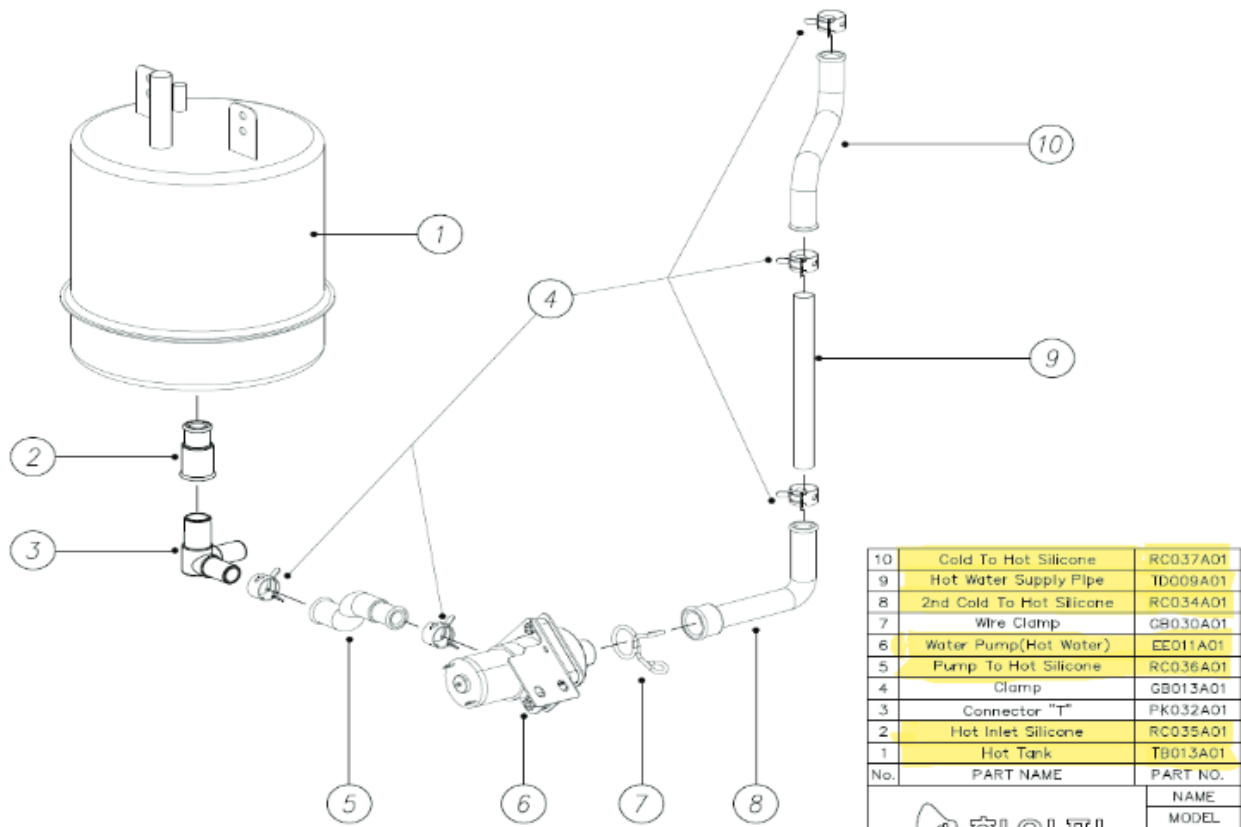 10
1
4
9
2
3
5
6
7
8
10 Cold To Hot Silicone RC037A01
9 Hot Water Supply Pipe TD009A01
8 2nd Cold To Hot Silicone RC034A01
7 Wire Clamp GB030A01
6 Water Pump(Hot Water) EE011A01
5 Pump To Hot Silicone RC036A01
4 Clamp GB013A01
3 Connector "T" PK032A01
2 Hot Inlet Silicone RC035A01
1 Hot Tank TB013A01
No. PART NAME PART NO.
NAME
MODEL